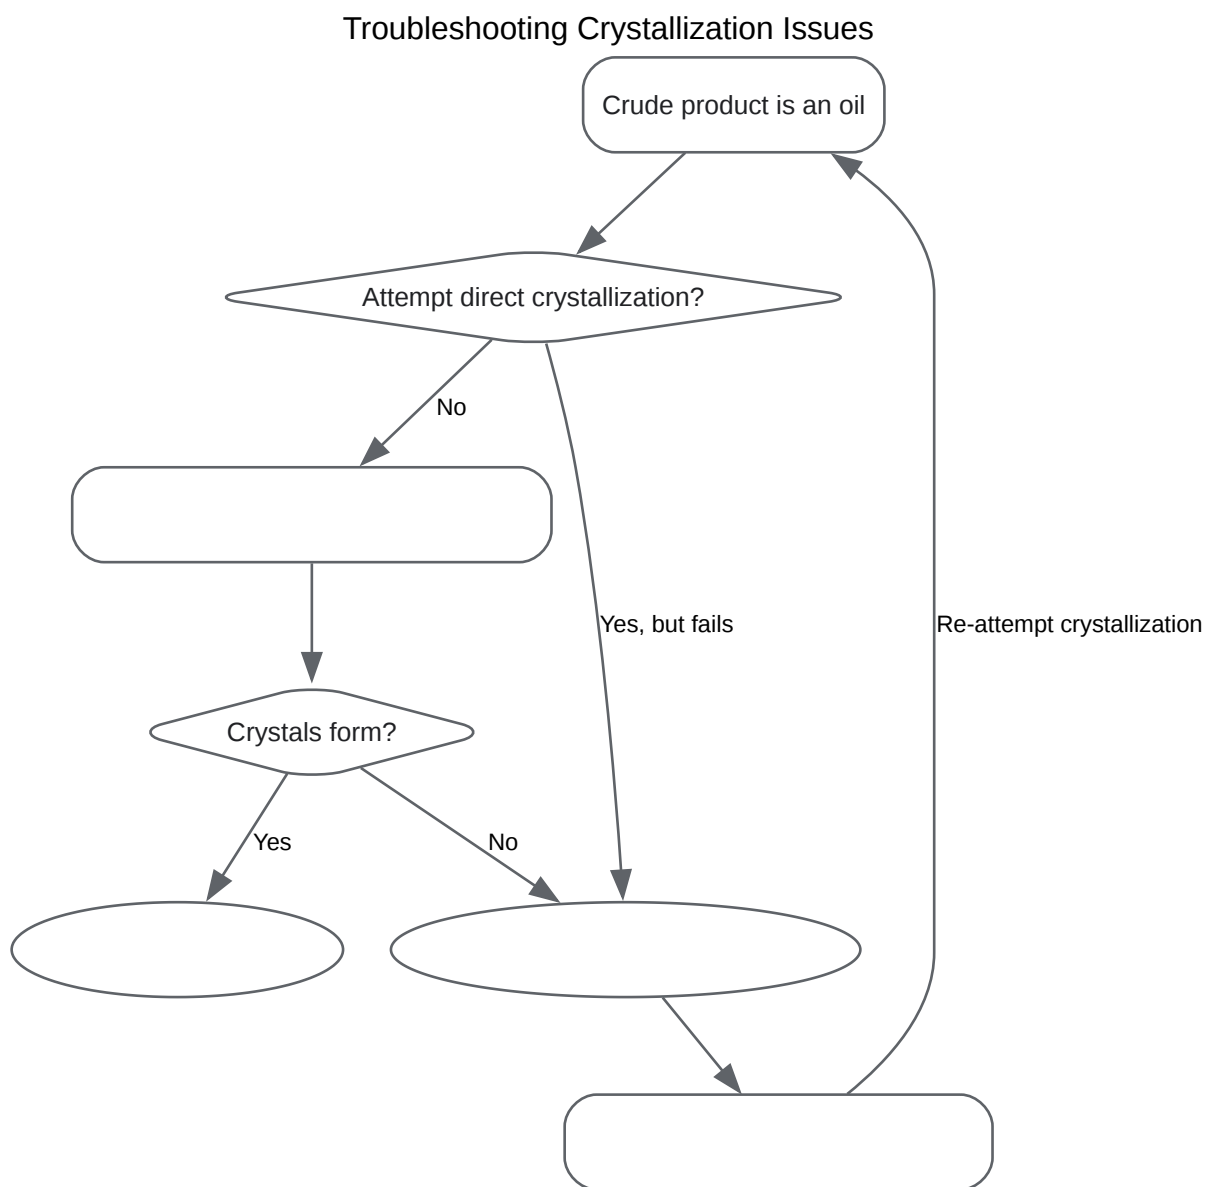 Troubleshooting Crystallization Issues
Crude product is an oil
Attempt direct crystallization?
No
Yes, but fails
Re-attempt crystallization
Crystals form?
Yes
No